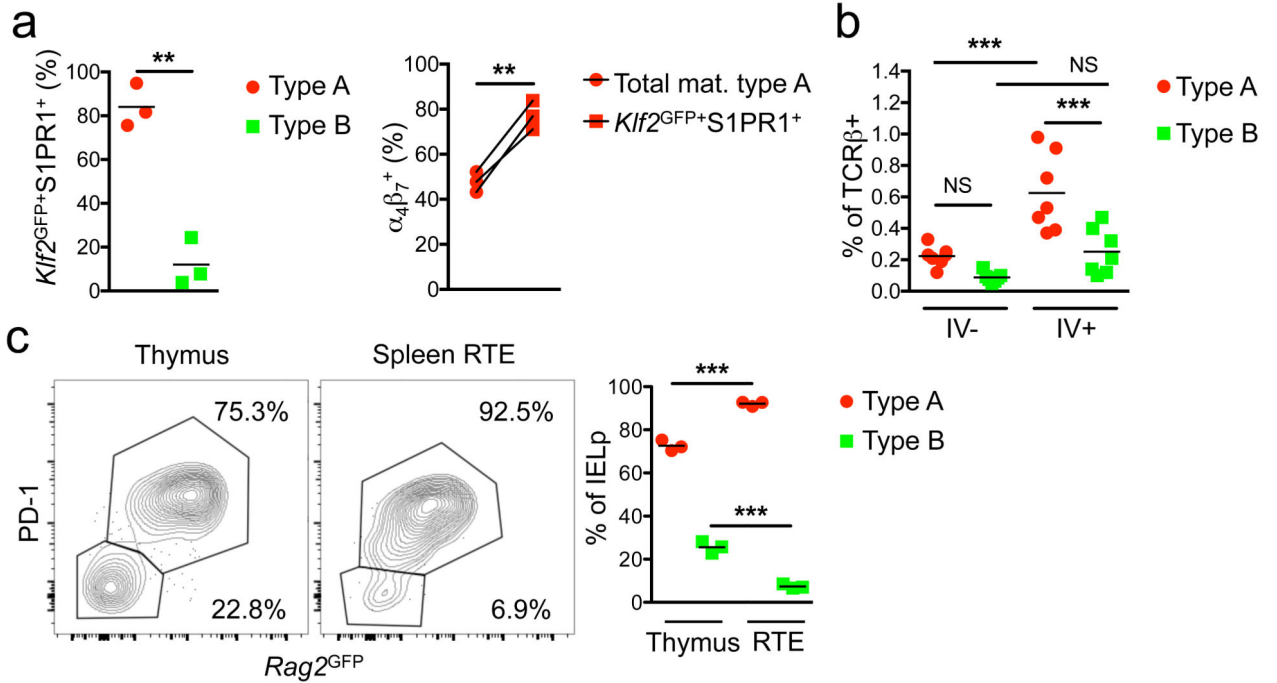 a
Klf2GFP+S1PR1+ (%)
100
80
60
40
20
0
**
Type A
Type B
α4β7+ (%)
100
80
60
40
20
0
**
Total mat. type A
Klf2GFP+S1PR1+
b
% of TCRβ+
1.4
1.2
1.0
0.8
0.6
0.4
0.2
0.0
***
NS
***
NS
IV-
IV+
Type A
Type B
c
Thymus
Spleen RTE
PD-1
75.3%
22.8%
92.5%
6.9%
Rag2GFP
% of IELp
100
80
60
40
20
0
***
***
Thymus
RTE
Type A
Type B